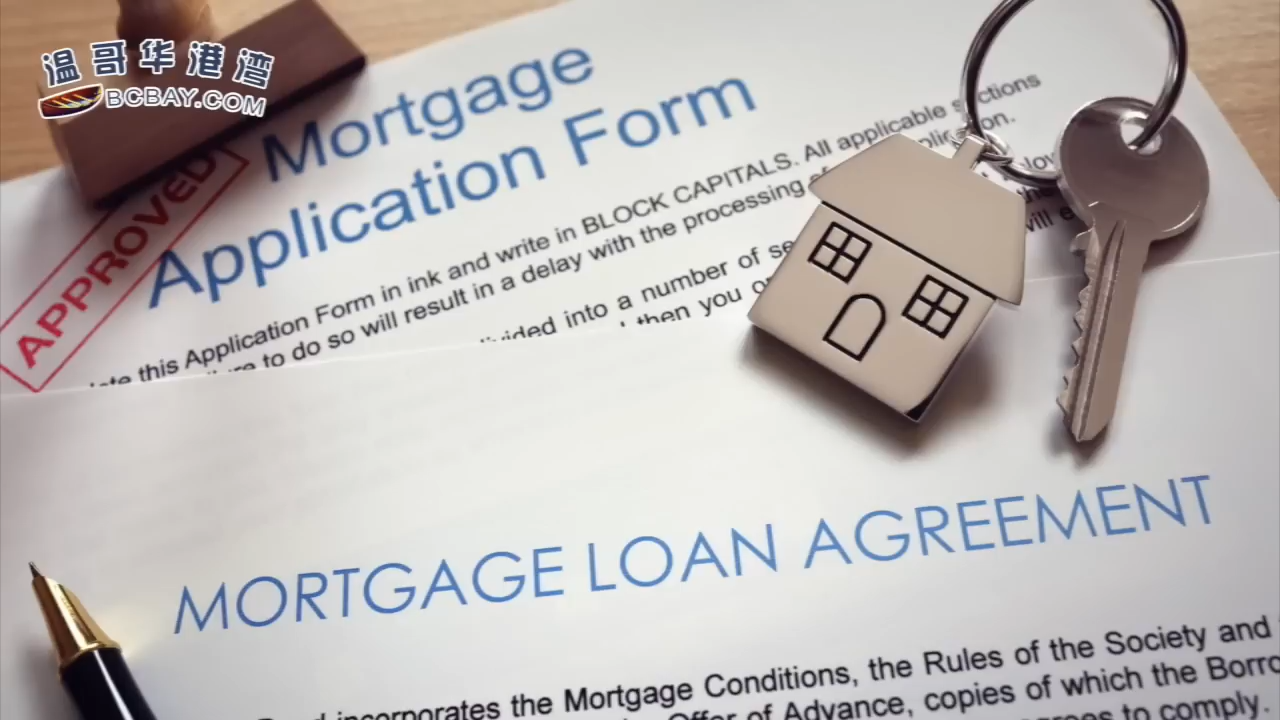 温哥华港湾
BCBAY.COM
APPROVED
Mortgage
Application Form
this Application Form in ink and write in BLOCK CAPITALS. All applicable sections
to do so will result in a delay with the processing
into a number of
then you
will
MORTGAGE LOAN AGREEMENT
incorporates the Mortgage Conditions, the Rules of the Society and
Offer of Advance, copies of which the
to comply.